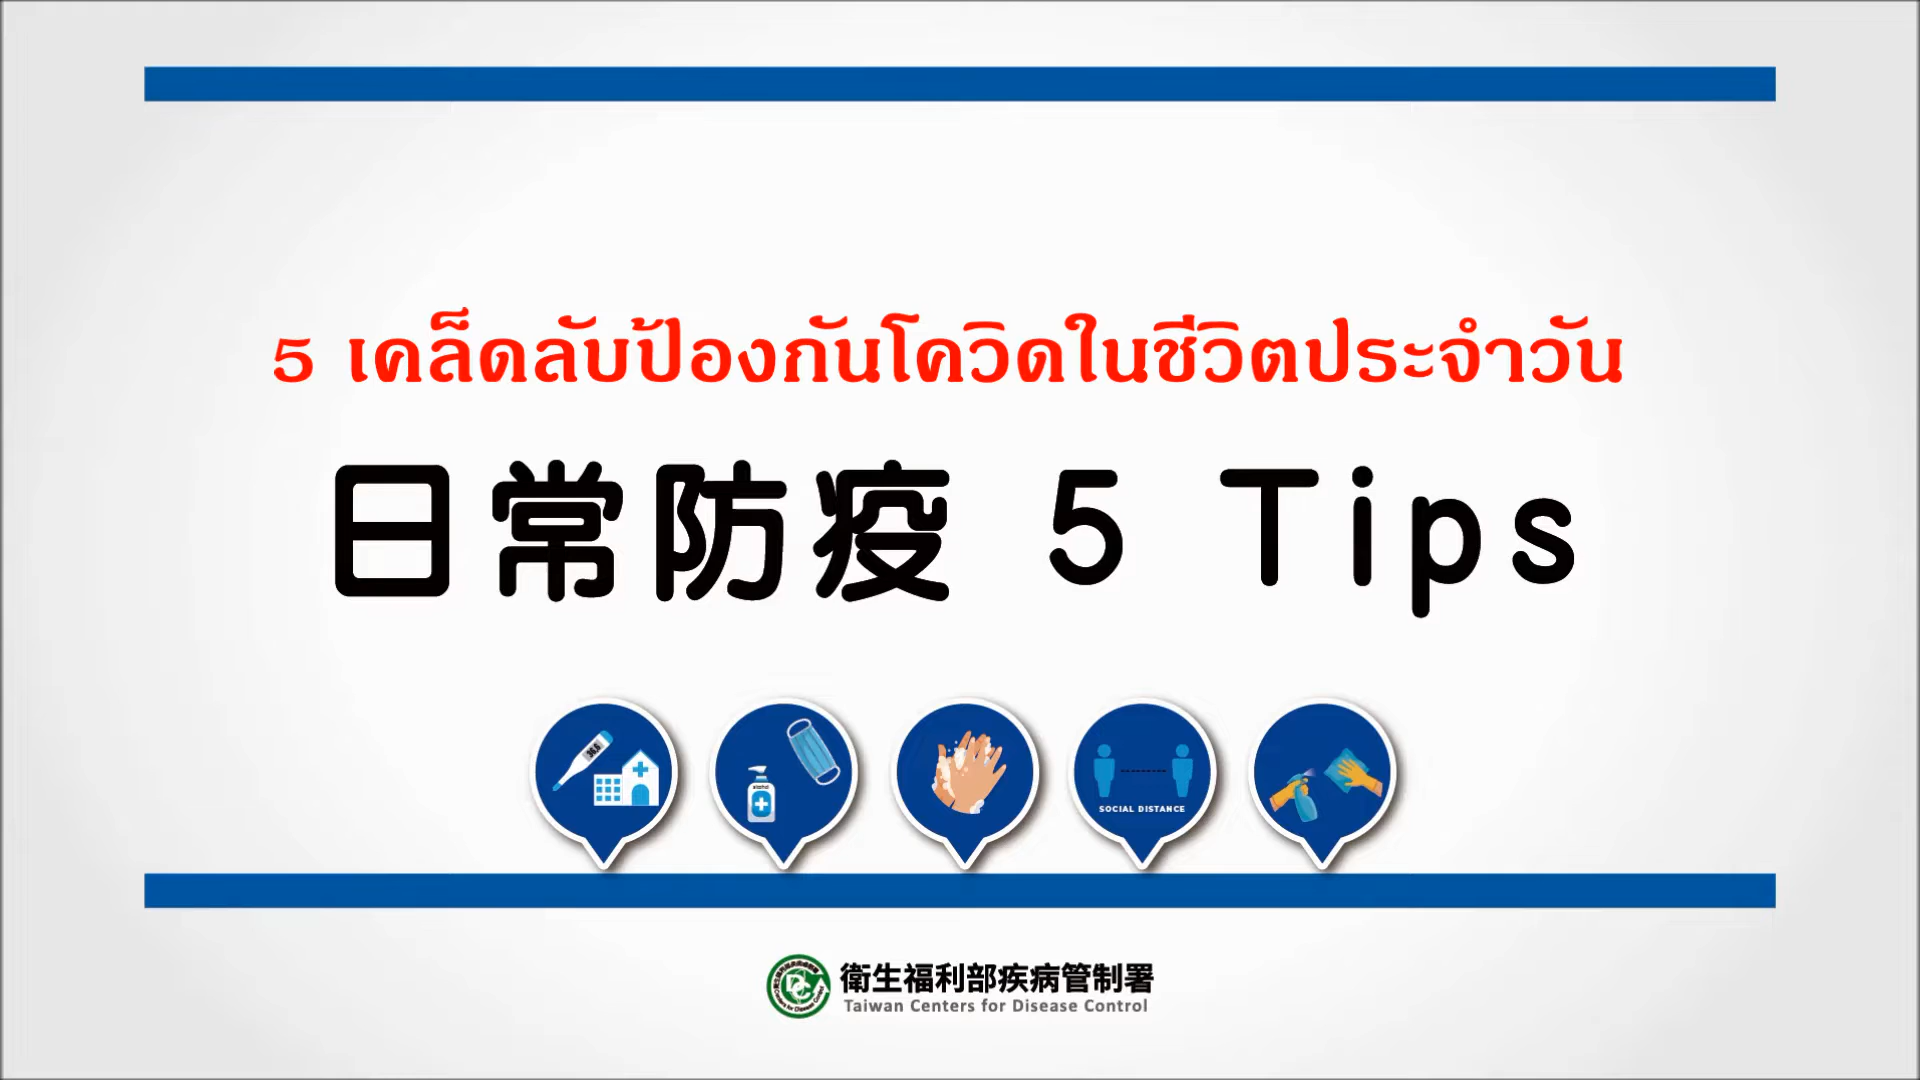 5 เคล็ดลับป้องกันโควิดในชีวิตประจำวัน
日常防疫 5 Tips
36.6
SOCIAL DISTANCE
衛生福利部疾病管制署
Taiwan Centers for Disease Control